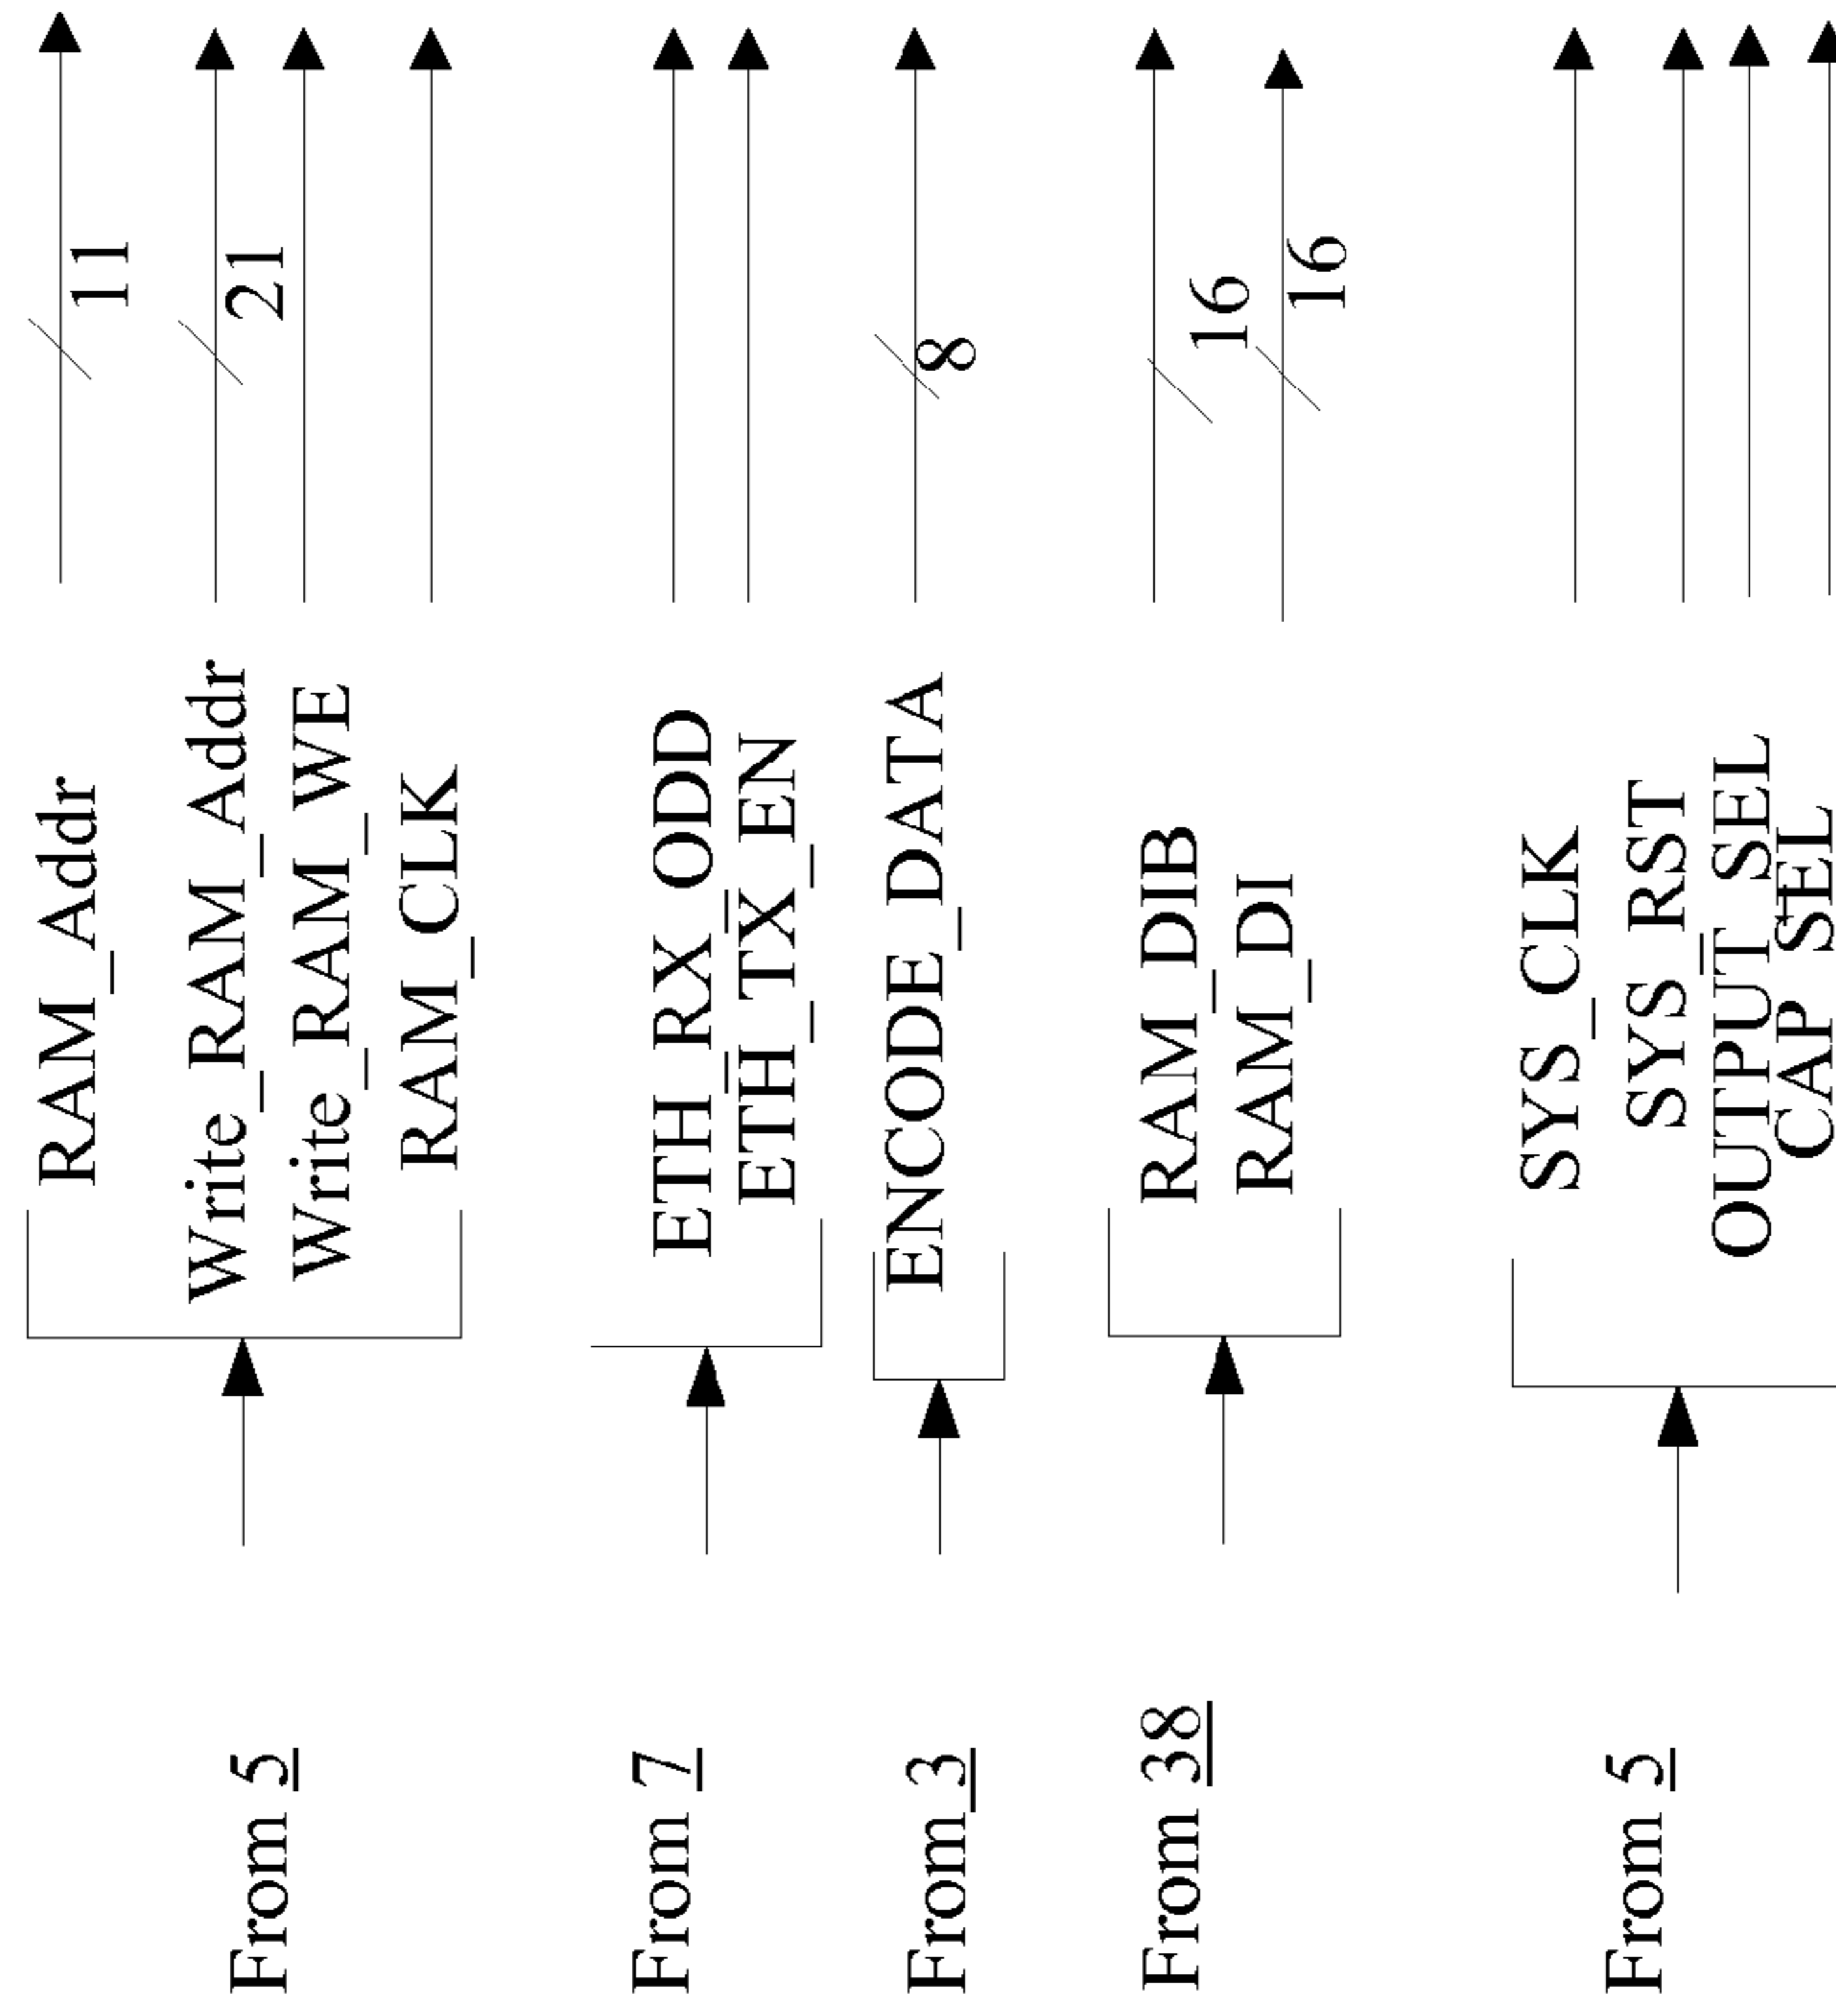 RAM_Addr
11
Write_RAM_Addr
21
Write_RAM_WE
RAM_CLK
From 5
ETH_RX_ODD
ETH_TX_EN
From 7
ENCODE_DATA
8
From 3
RAM_DIB
16
RAM_DI
16
From 38
SYS_CLK
SYS_RST
OUTPUT_SEL
CAP_SEL
From 5